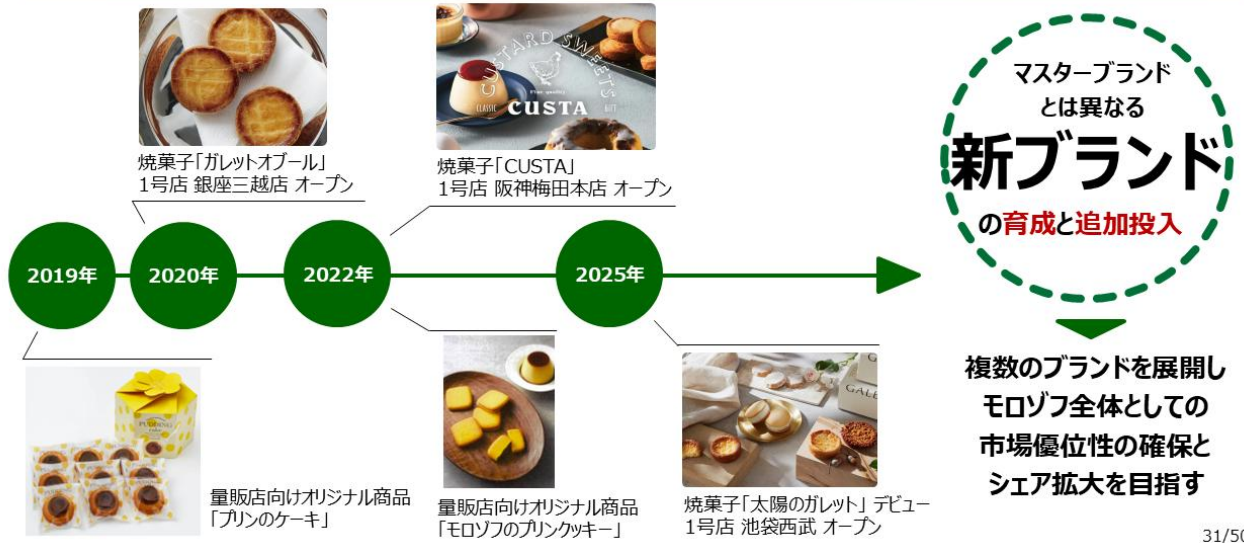 焼菓子「ガレットオブール」
1号店 銀座三越店 オープン
CUSTARD SWEETS
CLASSIC
GIFT
CUSTA
焼菓子「CUSTA」
1号店 阪神梅田本店 オープン
マスターブランド
とは異なる
新ブランド
の育成と追加投入
2019年
2020年
2022年
2025年
PUDDING
量販店向けオリジナル商品
「プリンのケーキ」
量販店向けオリジナル商品
「モロゾフのプリンクッキー」
焼菓子「太陽のガレット」 デビュー
1号店 池袋西武 オープン
複数のブランドを展開し
モロゾフ全体としての
市場優位性の確保と
シェア拡大を目指す
31/50